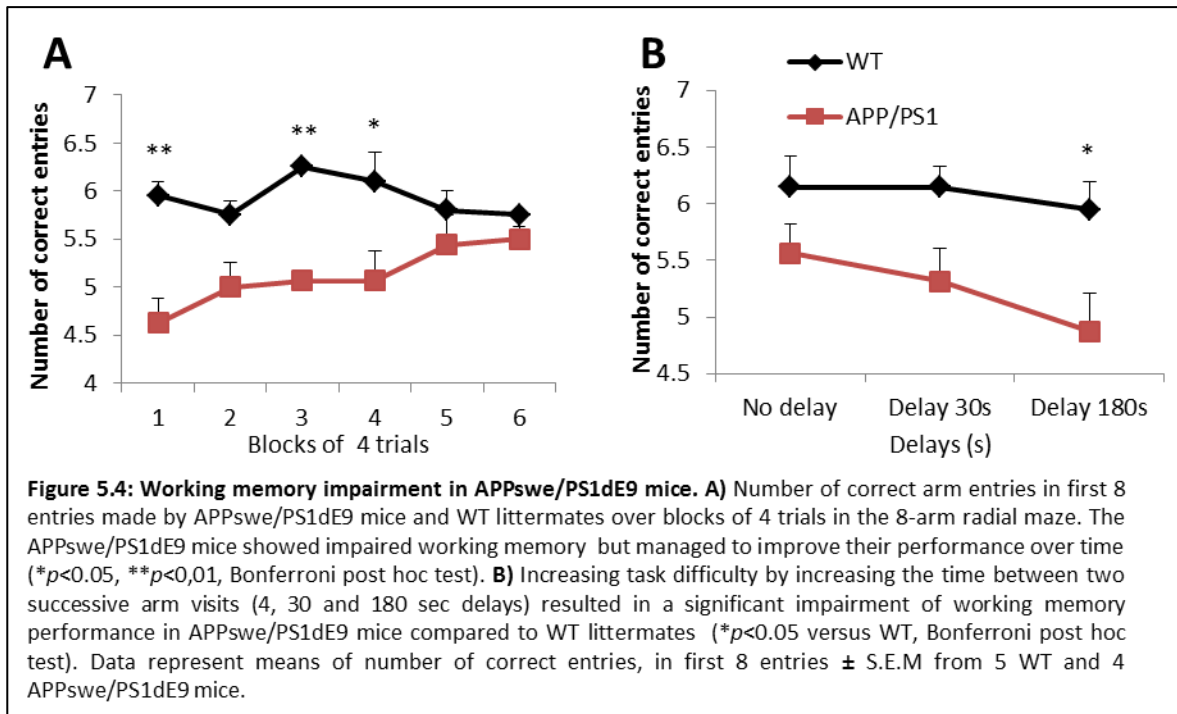 A
7
6.5
6
5.5
5
4.5
4
Number of correct entries
**
**
*
1 2 3 4 5 6
Blocks of 4 trials
B
WT
APP/PS1
7
6.5
6
5.5
5
4.5
Number of correct entries
*
No delay Delay 30s Delay 180s
Delays (s)
Figure 5.4: Working memory impairment in APPswe/PS1dE9 mice. A) Number of correct arm entries in first 8
entries made by APPswe/PS1dE9 mice and WT littermates over blocks of 4 trials in the 8-arm radial maze. The
APPswe/PS1dE9 mice showed impaired working memory but managed to improve their performance over time
(*p<0.05, **p<0,01, Bonferroni post hoc test). B) Increasing task difficulty by increasing the time between two
successive arm visits (4, 30 and 180 sec delays) resulted in a significant impairment of working memory
performance in APPswe/PS1dE9 mice compared to WT littermates (*p<0.05 versus WT, Bonferroni post hoc
test). Data represent means of number of correct entries, in first 8 entries ± S.E.M from 5 WT and 4
APPswe/PS1dE9 mice.